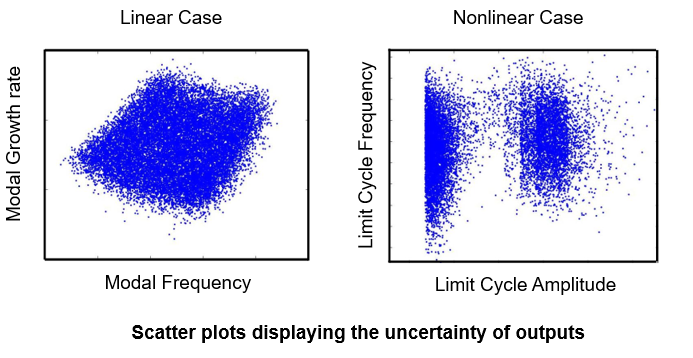 Linear Case
Nonlinear Case
Modal Growth rate
Limit Cycle Frequency
Modal Frequency
Limit Cycle Amplitude
Scatter plots displaying the uncertainty of outputs